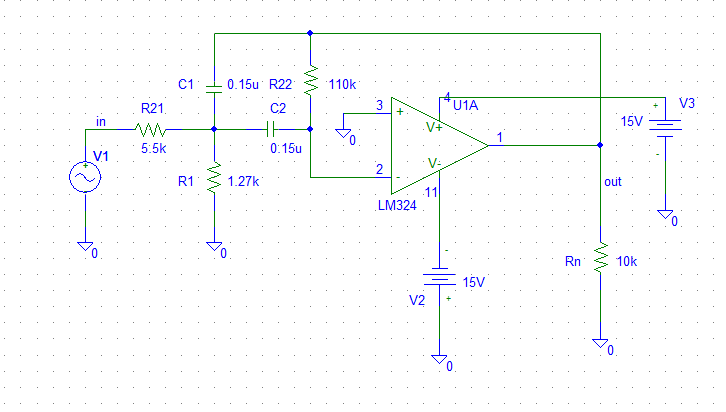 C1 0.15u R22 110k
3 + 4 U1A V3
in R21 C2 V+ 15V + -
0
1
V1 5.5k 0.15u 2 - V-
+
R1 1.27k 11 out
LM324
0 0 0
Rn 10k
-
15V
V2 +
0 0